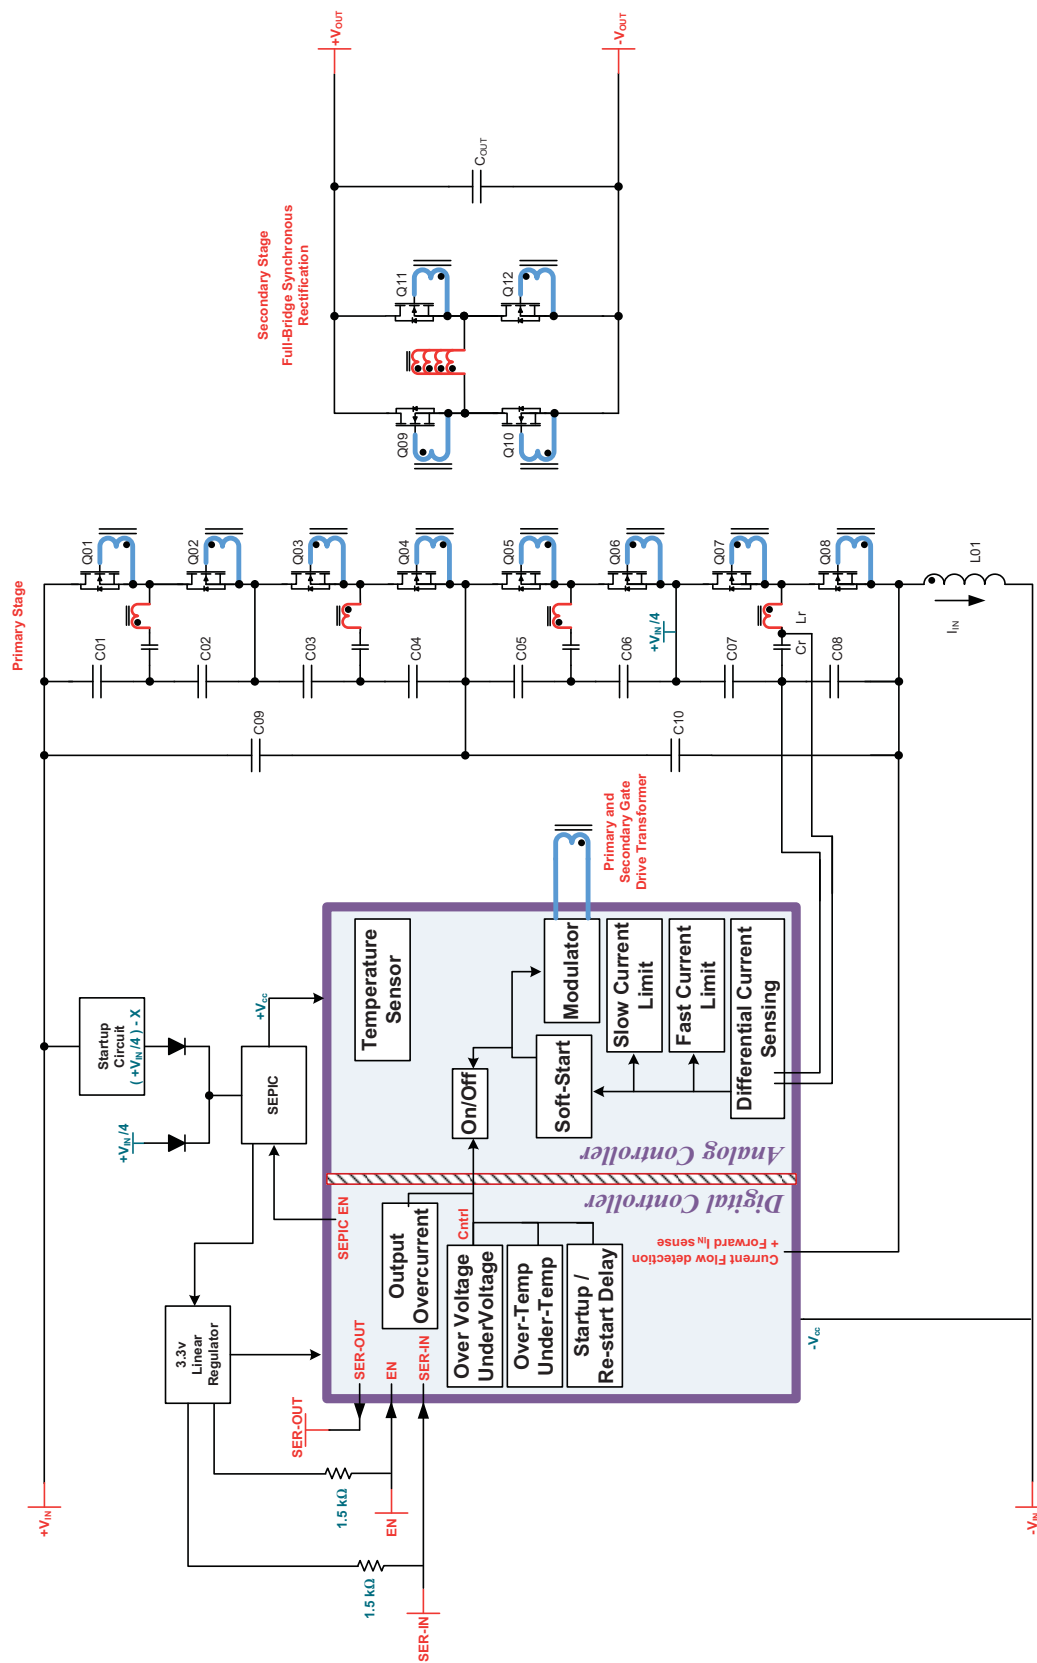 +VIN
Startup
Circuit
( +VIN/4 ) - X
+VIN/4
SEPIC
+Vcc
3.3v
Linear
Regulator
1.5 kΩ
1.5 kΩ
SER-IN
EN
SER-OUT
SER-OUT
EN
SER-IN
SEPIC EN
Output
Overcurrent
Cntrl
Over Voltage
UnderVoltage
Over-Temp
Under-Temp
Startup /
Re-start Delay
Digital Controller
Current Flow detection
+ Forward IIN sense
Analog Controller
Temperature
Sensor
On/Off
Soft-Start
Modulator
Slow Current
Limit
Fast Current
Limit
Differential Current
Sensing
-Vcc
-VIN
Primary and
Secondary Gate
Drive Transformer
Primary Stage
C09
C10
C01
C02
C03
C04
C05
C06
+VIN/4
C07
C08
Cr
Lr
Q01
Q02
Q03
Q04
Q05
Q06
Q07
Q08
IIN
L01
Secondary Stage
Full-Bridge Synchronous
Rectification
Q09
Q10
Q11
Q12
COUT
+VOUT
-VOUT